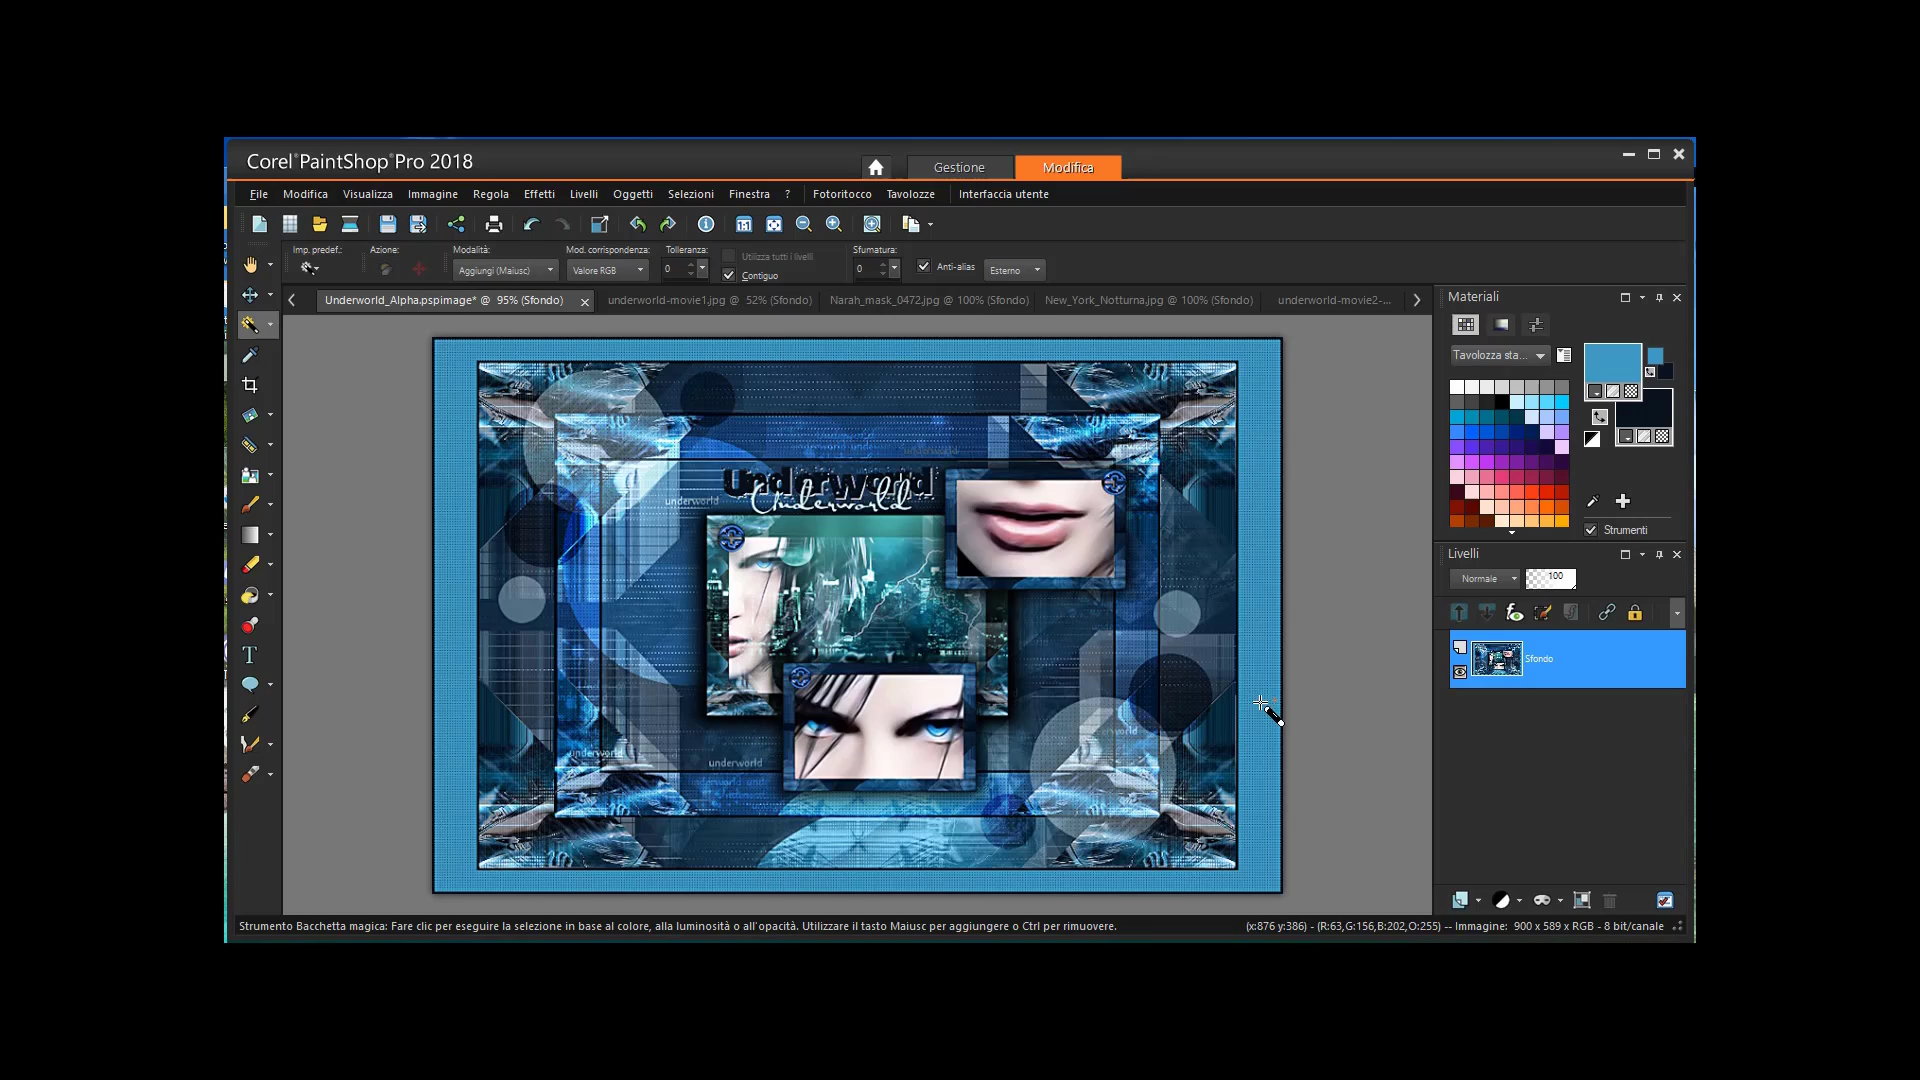 Corel®PaintShop®Pro 2018
Gestione
Modifica
File Modifica Visualizza Immagine Regola Effetti Livelli Oggetti Selezioni Finestra ? Fotoritocco Tavolozze Interfaccia utente
Imp. predef.: Azione: Modalità: Mod. corrispondenza: Tolleranza: Utilizza tutti i livelli Sfumatura:
Aggiungi (Maiusc) Valore RGB 0 Contiguo 0 Anti-alias Esterno
Underworld_Alpha.pspimage* @ 95% (Sfondo) underworld-movie1.jpg @ 52% (Sfondo) Narah_mask_0472.jpg @ 100% (Sfondo) New_York_Notturna.jpg @ 100% (Sfondo) underworld-movie2-...
Materiali
Tavolozza sta...
Strumenti
Livelli
Normale 100
Sfondo
underworld
Underworld
underworld
Underworld
underworld
underworld
underworld
Strumento Bacchetta magica: Fare clic per eseguire la selezione in base al colore, alla luminosità o all'opacità. Utilizzare il tasto Maiusc per aggiungere o Ctrl per rimuovere.
(x:876 y:386) - (R:63,G:156,B:202,O:255) -- Immagine: 900 x 589 x RGB - 8 bit/canale